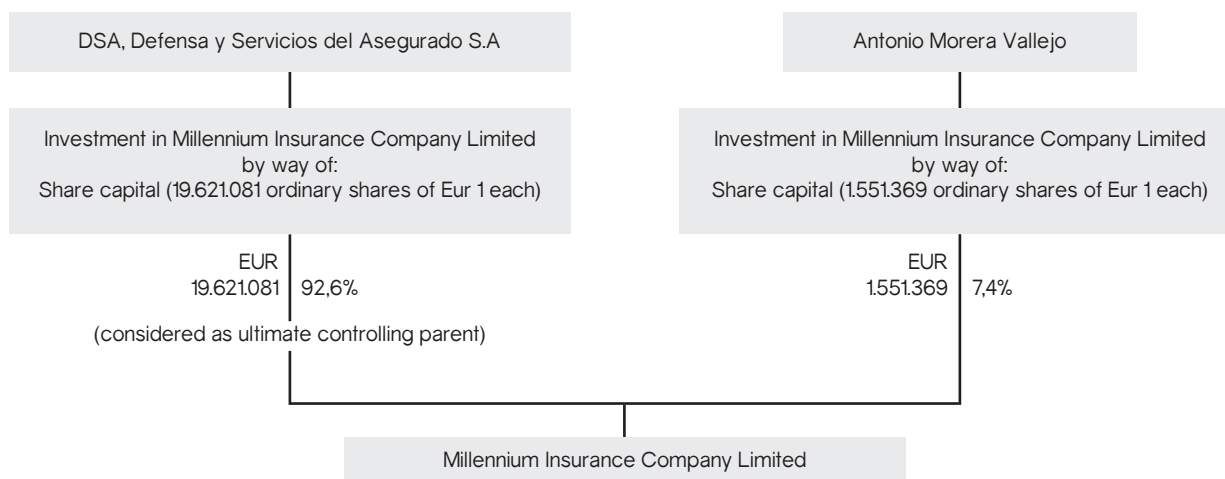 DSA, Defensa y Servicios del Asegurado S.A
Antonio Morera Vallejo
Investment in Millennium Insurance Company Limited
by way of:
Share capital (19.621.081 ordinary shares of Eur 1 each)
Investment in Millennium Insurance Company Limited
by way of:
Share capital (1.551.369 ordinary shares of Eur 1 each)
EUR
19.621.081 92,6%
(considered as ultimate controlling parent)
EUR
1.551.369 7,4%
Millennium Insurance Company Limited